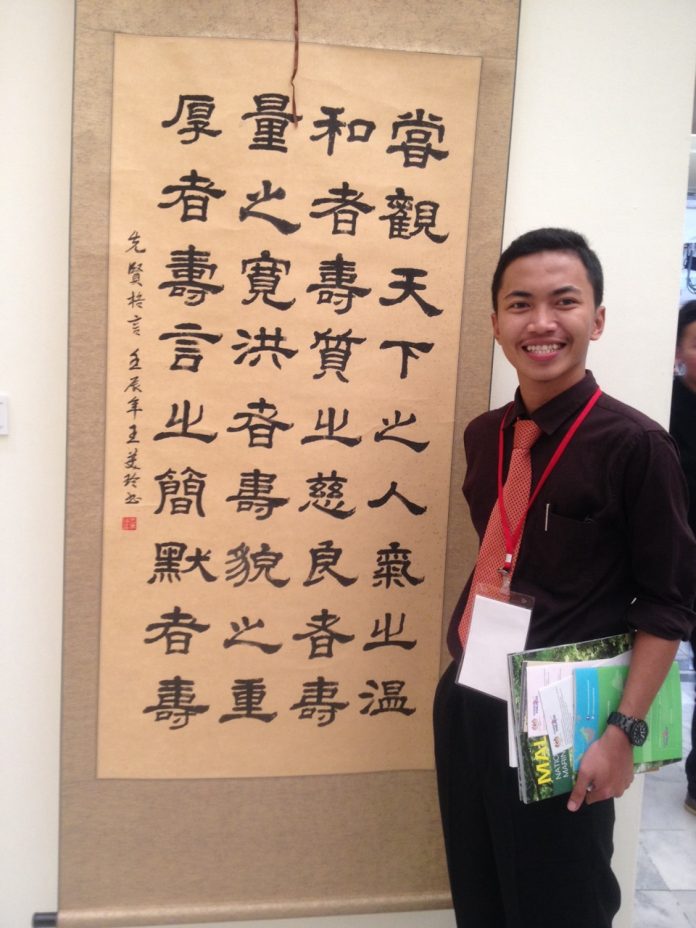 嘗觀天下之人氣之溫
和者壽質之慈良者壽
量之寬洪者壽貌之重
厚者壽言之簡默者壽
先賢格言 壬辰年王美玲书